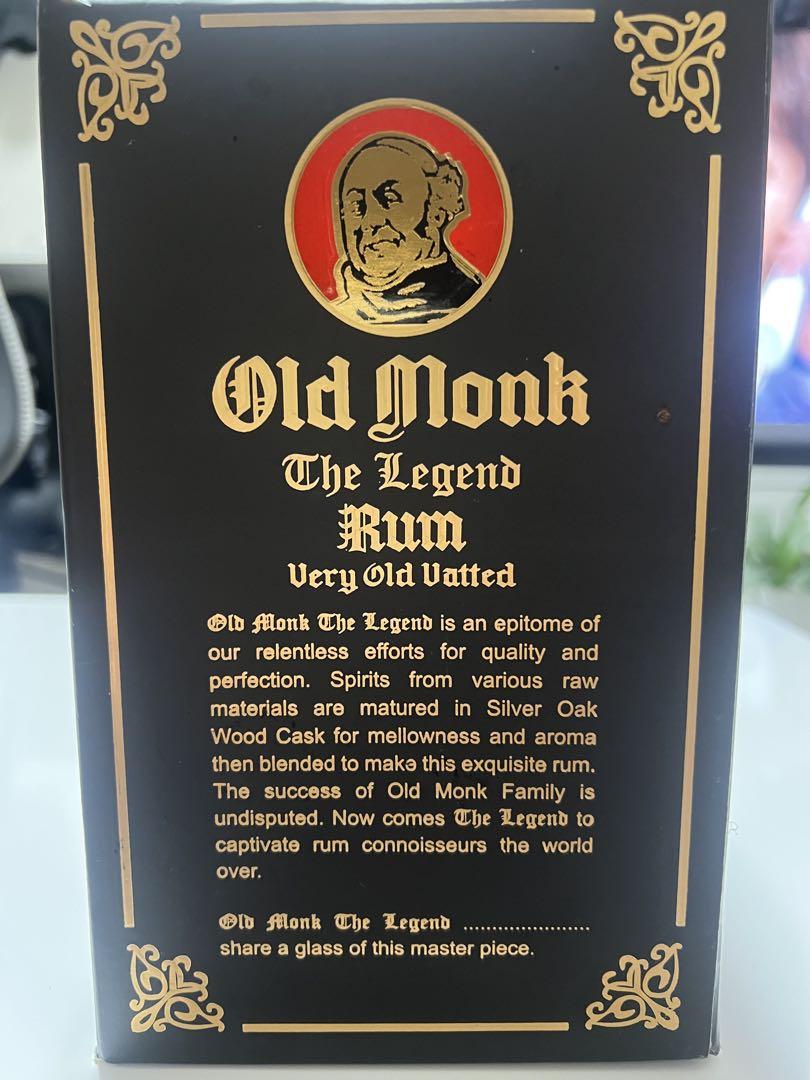 Old Monk
The Legend
Rum
Very Old Vatted
Old Monk The Legend is an epitome of
our relentless efforts for quality and
perfection. Spirits from various raw
materials are matured in Silver Oak
Wood Cask for mellowness and aroma
then blended to make this exquisite rum.
The success of Old Monk Family is
undisputed. Now comes The Legend to
captivate rum connoisseurs the world
over.
Old Monk The Legend ......................
share a glass of this master piece.